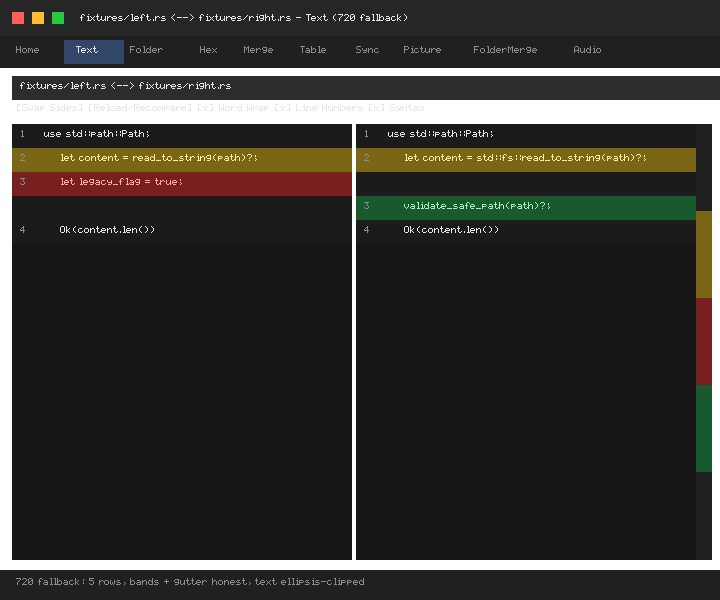 fixtures/left.rs <--> fixtures/right.rs - Text (720 fallback)
Home Text Folder Hex Merge Table Sync Picture FolderMerge Audio
fixtures/left.rs <--> fixtures/right.rs
[Swap Sides] [Reload/Recompare] [x] Word Wrap [x] Line Numbers [x] Syntax
1 use std::path::Path;
2 let content = read_to_string(path)?;
3 let legacy_flag = true;
4 Ok(content.len())
1 use std::path::Path;
2 let content = std::fs::read_to_string(path)?;
3 validate_safe_path(path)?;
4 Ok(content.len())
720 fallback: 5 rows, bands + gutter honest, text ellipsis-clipped